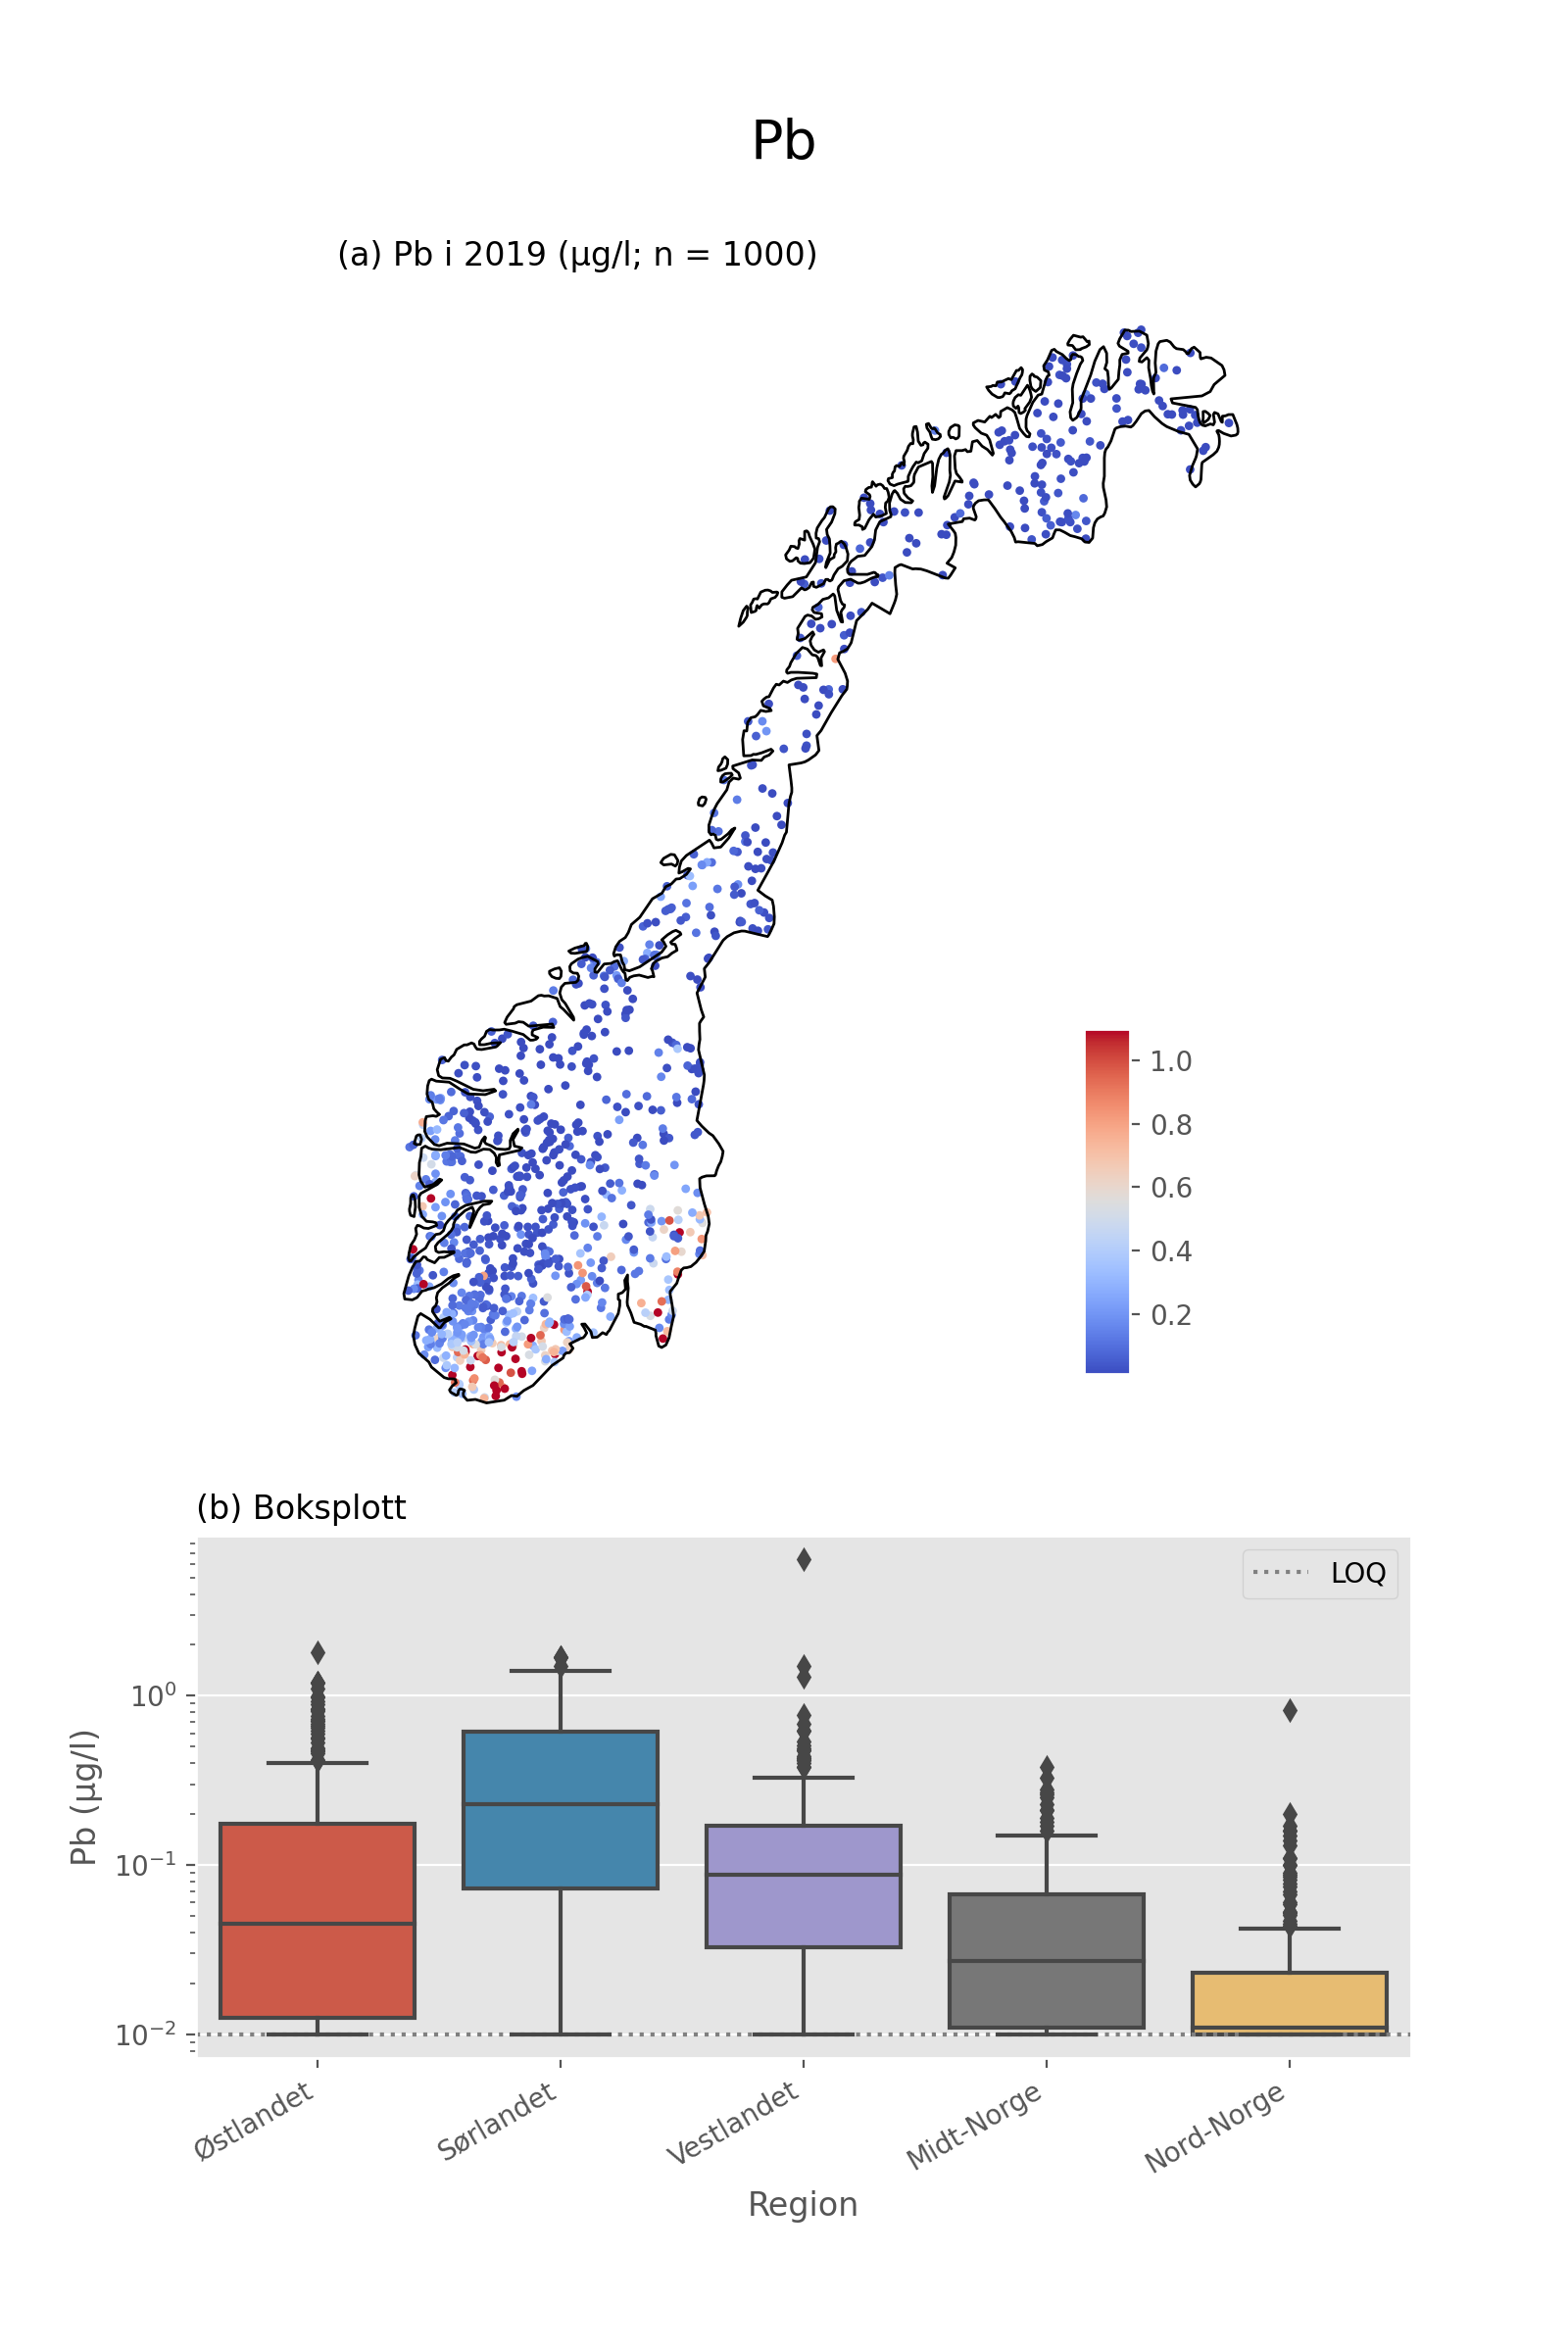 Pb
(a) Pb i 2019 (µg/l; n = 1000)
1.0
0.8
0.6
0.4
0.2
(b) Boksplott
LOQ
10⁰
10⁻¹
10⁻²
Pb (µg/l)
Østlandet
Sørlandet
Vestlandet
Midt-Norge
Nord-Norge
Region